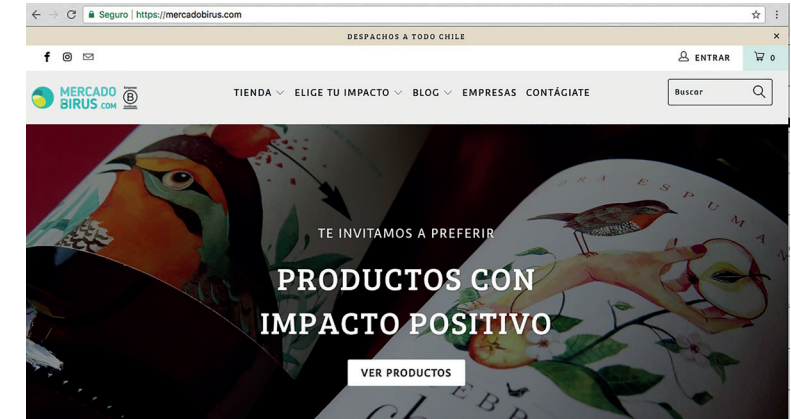 Seguro | https://mercadobirus.com
DESPACHOS A TODO CHILE
ENTRAR
0
MERCADO
BIRUS.COM
B
TIENDA
ELIGE TU IMPACTO
BLOG
EMPRESAS
CONTÁGIATE
Buscar
ESPUMAN
TE INVITAMOS A PREFERIR
PRODUCTOS CON
IMPACTO POSITIVO
VER PRODUCTOS